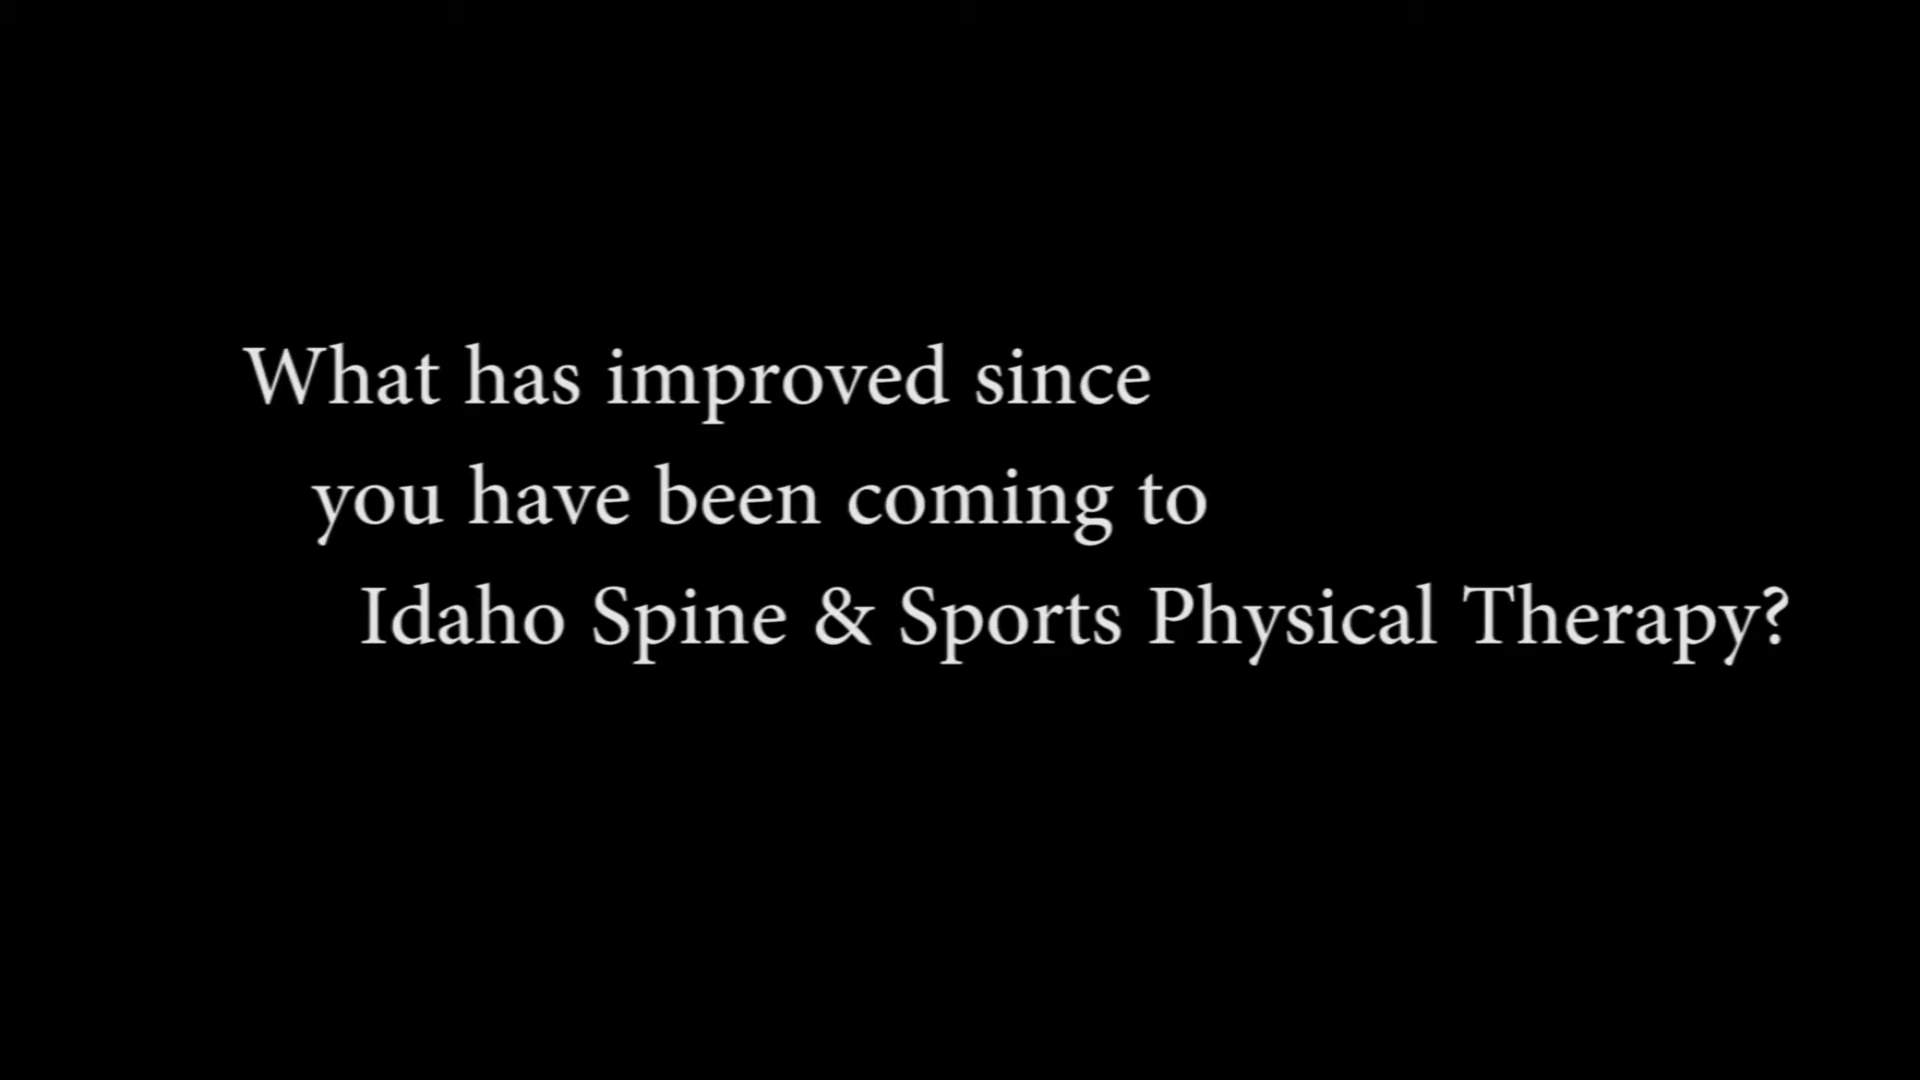 What has improved since
you have been coming to
Idaho Spine & Sports Physical Therapy?